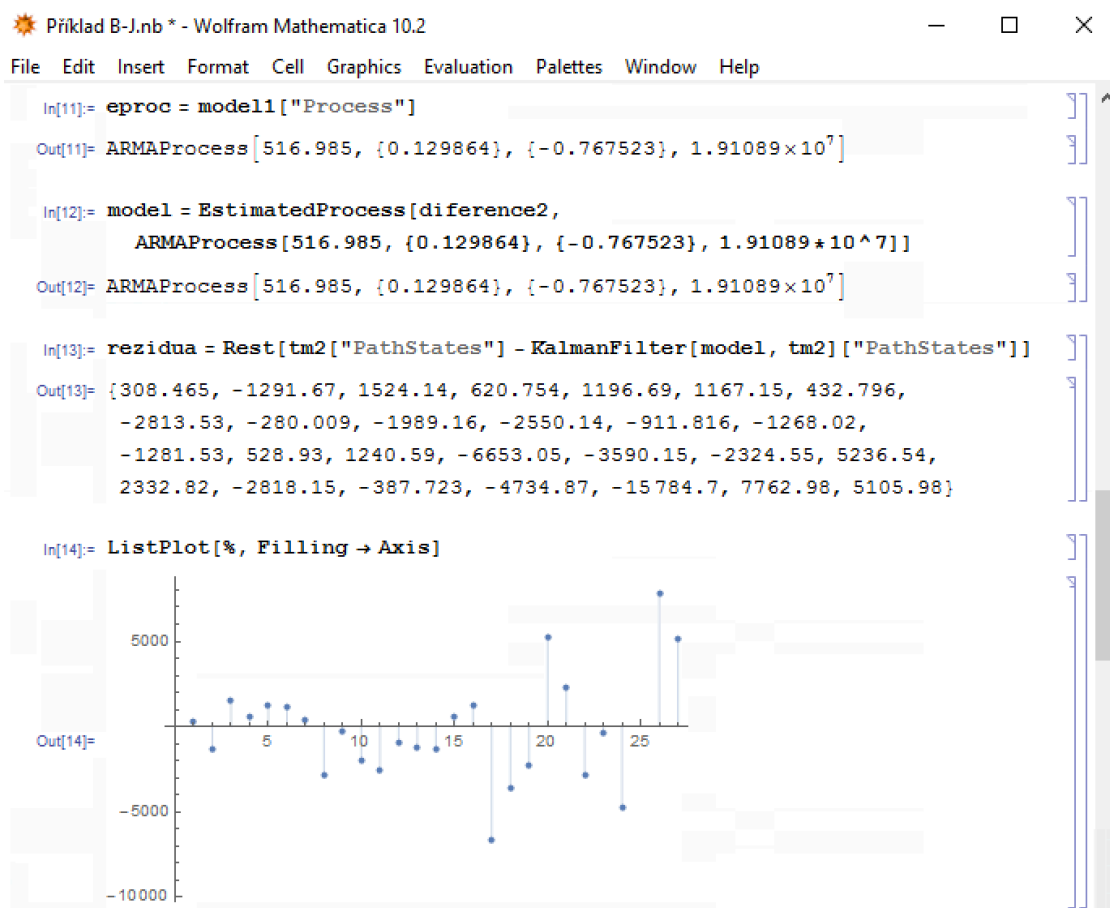 Příklad B-J.nb * - Wolfram Mathematica 10.2
File Edit Insert Format Cell Graphics Evaluation Palettes Window Help
In[11]:= eproc = model1["Process"]
Out[11]= ARMAProcess[516.985, {0.129864}, {-0.767523}, 1.91089×10^7]
In[12]:= model = EstimatedProcess[diference2,
ARMAProcess[516.985, {0.129864}, {-0.767523}, 1.91089*10^7]]
Out[12]= ARMAProcess[516.985, {0.129864}, {-0.767523}, 1.91089×10^7]
In[13]:= rezidua = Rest[tm2["PathStates"] - KalmanFilter[model, tm2]["PathStates"]]
Out[13]= {308.465, -1291.67, 1524.14, 620.754, 1196.69, 1167.15, 432.796,
-2813.53, -280.009, -1989.16, -2550.14, -911.816, -1268.02,
-1281.53, 528.93, 1240.59, -6653.05, -3590.15, -2324.55, 5236.54,
2332.82, -2818.15, -387.723, -4734.87, -15784.7, 7762.98, 5105.98}
In[14]:= ListPlot[%, Filling → Axis]
5000
Out[14]=
5 10 15 20 25
-5000
-10000